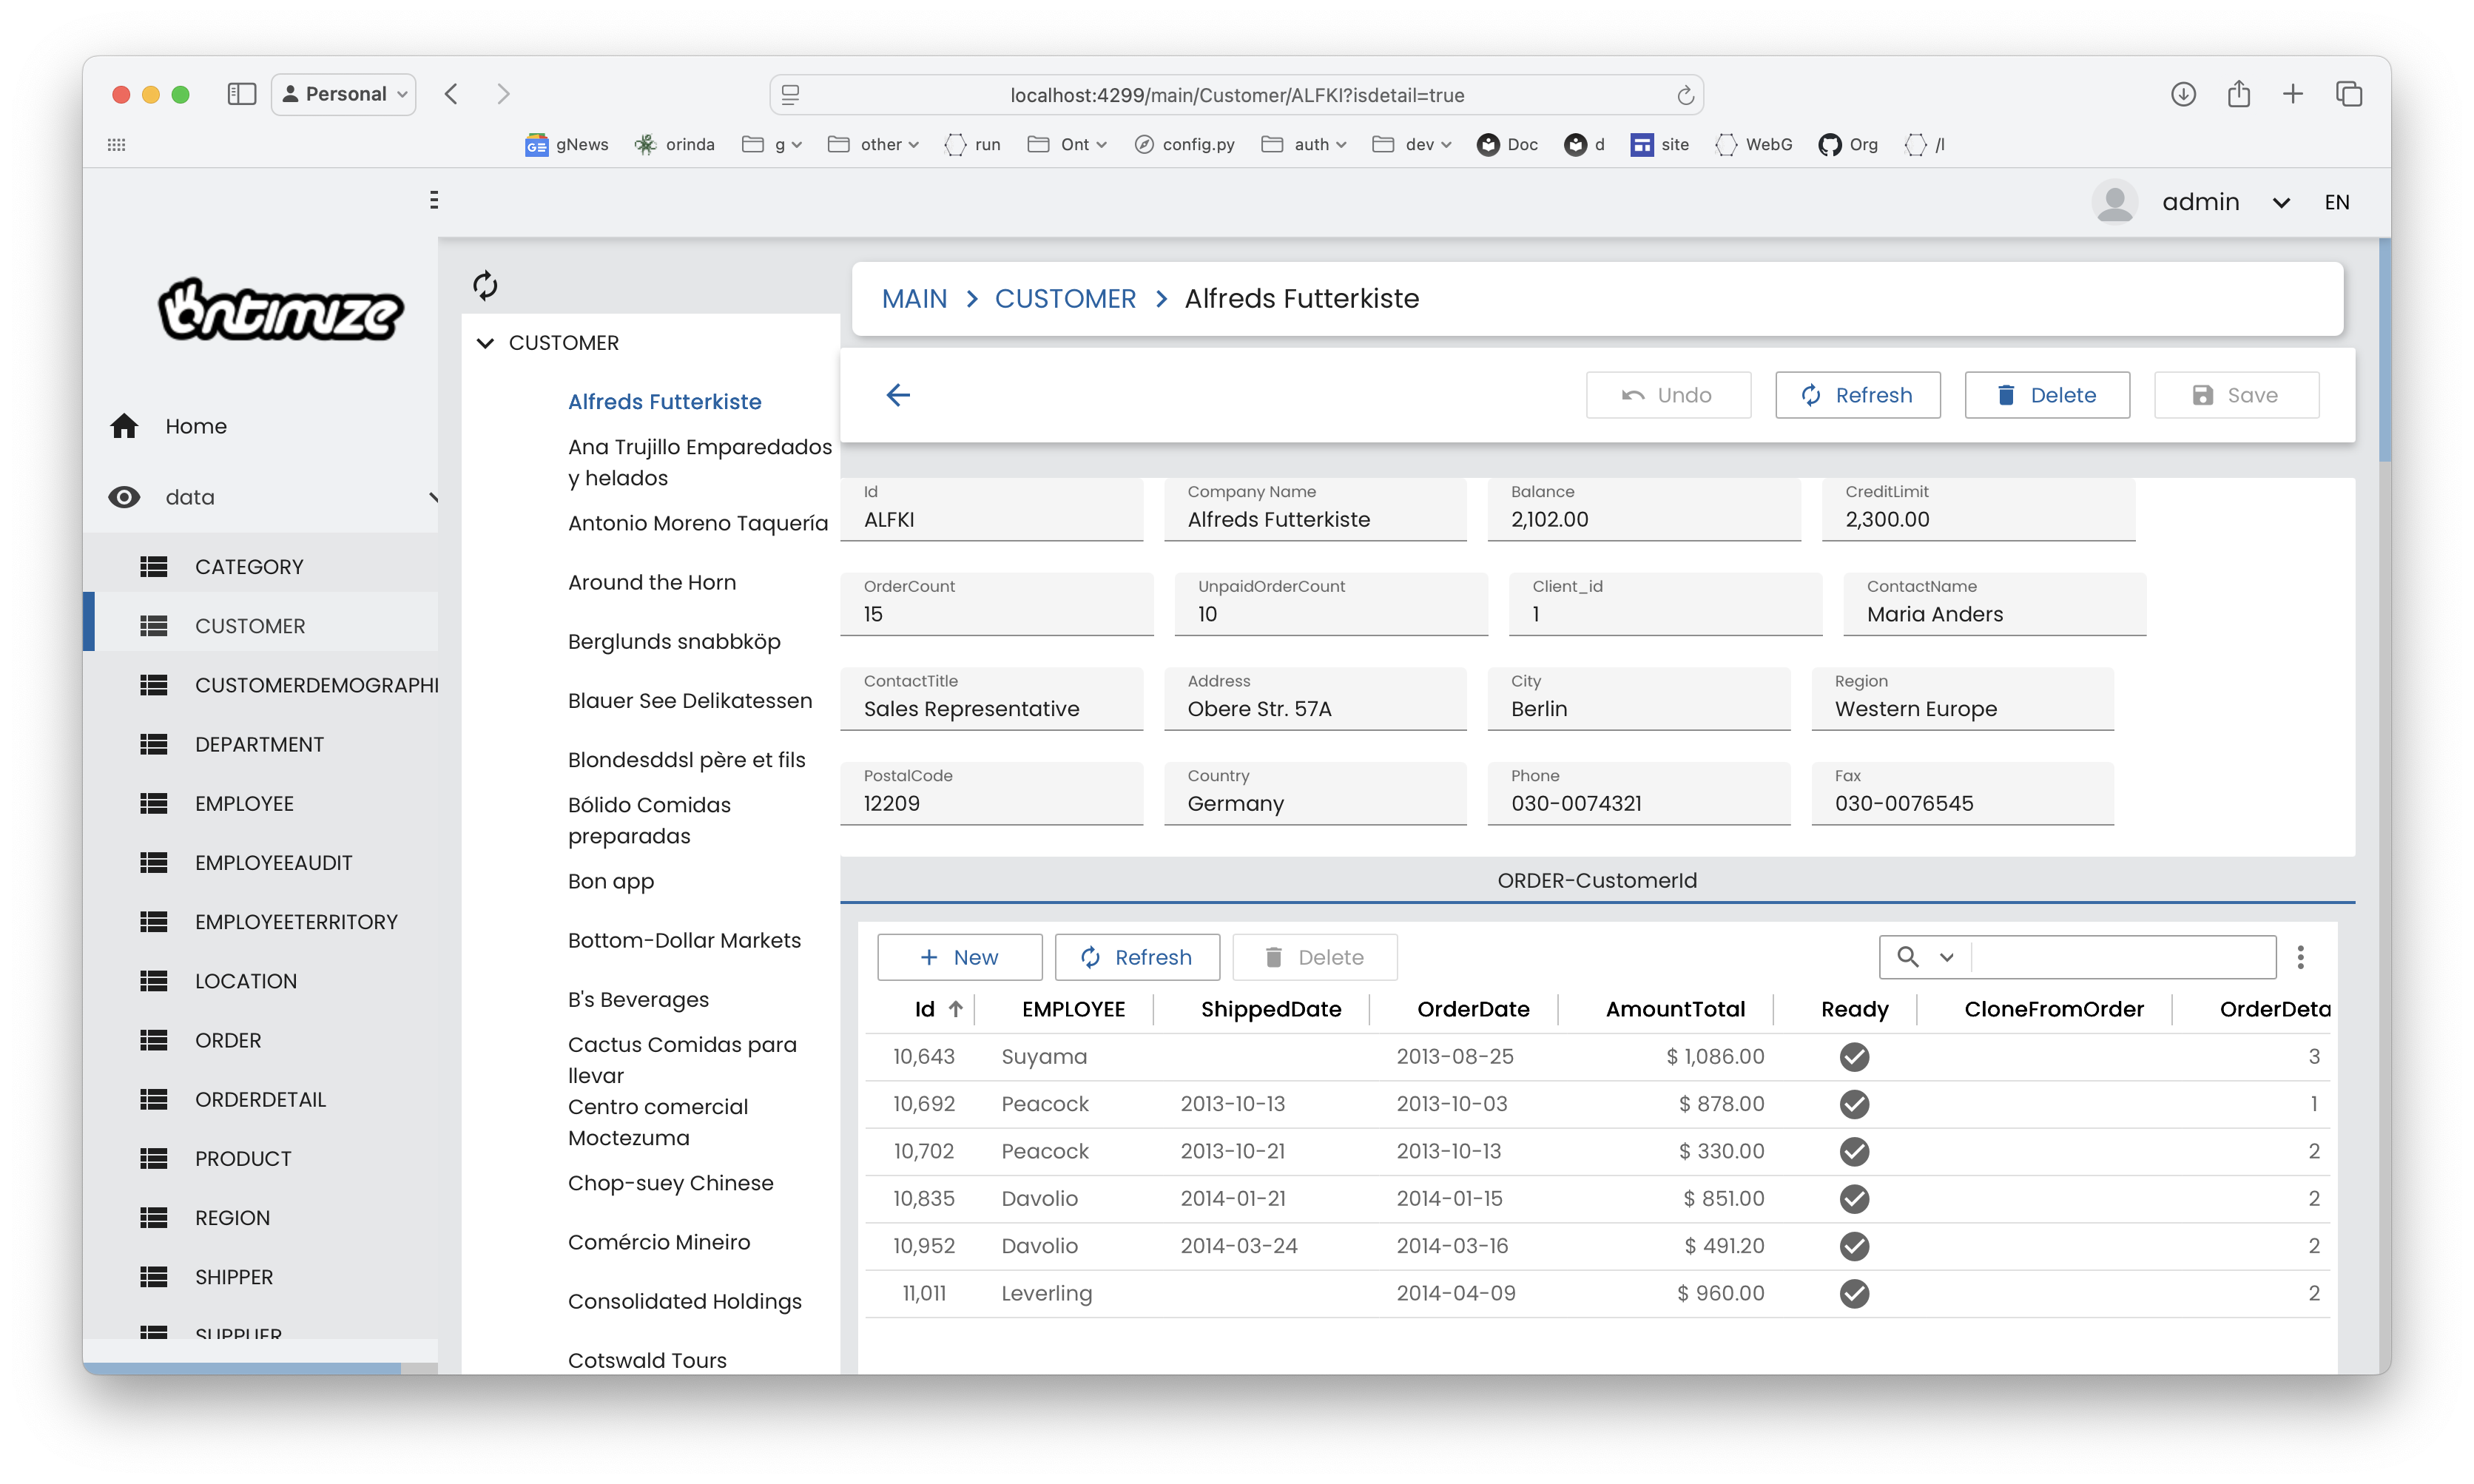 Personal
localhost:4299/main/Customer/ALFKI?isdetail=true
gNews orinda g other run Ont config.py auth dev Doc d site WebG Org /l
admin EN
Ontimize
Home
data
CATEGORY
CUSTOMER
CUSTOMERDEMOGRAPHI
DEPARTMENT
EMPLOYEE
EMPLOYEEAUDIT
EMPLOYEETERRITORY
LOCATION
ORDER
ORDERDETAIL
PRODUCT
REGION
SHIPPER
SUPPLIER
CUSTOMER
Alfreds Futterkiste
Ana Trujillo Emparedados
y helados
Antonio Moreno Taquería
Around the Horn
Berglunds snabbköp
Blauer See Delikatessen
Blondesddsl père et fils
Bólido Comidas
preparadas
Bon app
Bottom-Dollar Markets
B's Beverages
Cactus Comidas para
llevar
Centro comercial
Moctezuma
Chop-suey Chinese
Comércio Mineiro
Consolidated Holdings
Cotswald Tours
MAIN > CUSTOMER > Alfreds Futterkiste
Undo Refresh Delete Save
Id Company Name Balance CreditLimit
ALFKI Alfreds Futterkiste 2,102.00 2,300.00
OrderCount UnpaidOrderCount Client_id ContactName
15 10 1 Maria Anders
ContactTitle Address City Region
Sales Representative Obere Str. 57A Berlin Western Europe
PostalCode Country Phone Fax
12209 Germany 030-0074321 030-0076545
ORDER-CustomerId
New Refresh Delete
Id EMPLOYEE ShippedDate OrderDate AmountTotal Ready CloneFromOrder OrderDeta
10,643 Suyama 2013-08-25 $ 1,086.00 3
10,692 Peacock 2013-10-13 2013-10-03 $ 878.00 1
10,702 Peacock 2013-10-21 2013-10-13 $ 330.00 2
10,835 Davolio 2014-01-21 2014-01-15 $ 851.00 2
10,952 Davolio 2014-03-24 2014-03-16 $ 491.20 2
11,011 Leverling 2014-04-09 $ 960.00 2